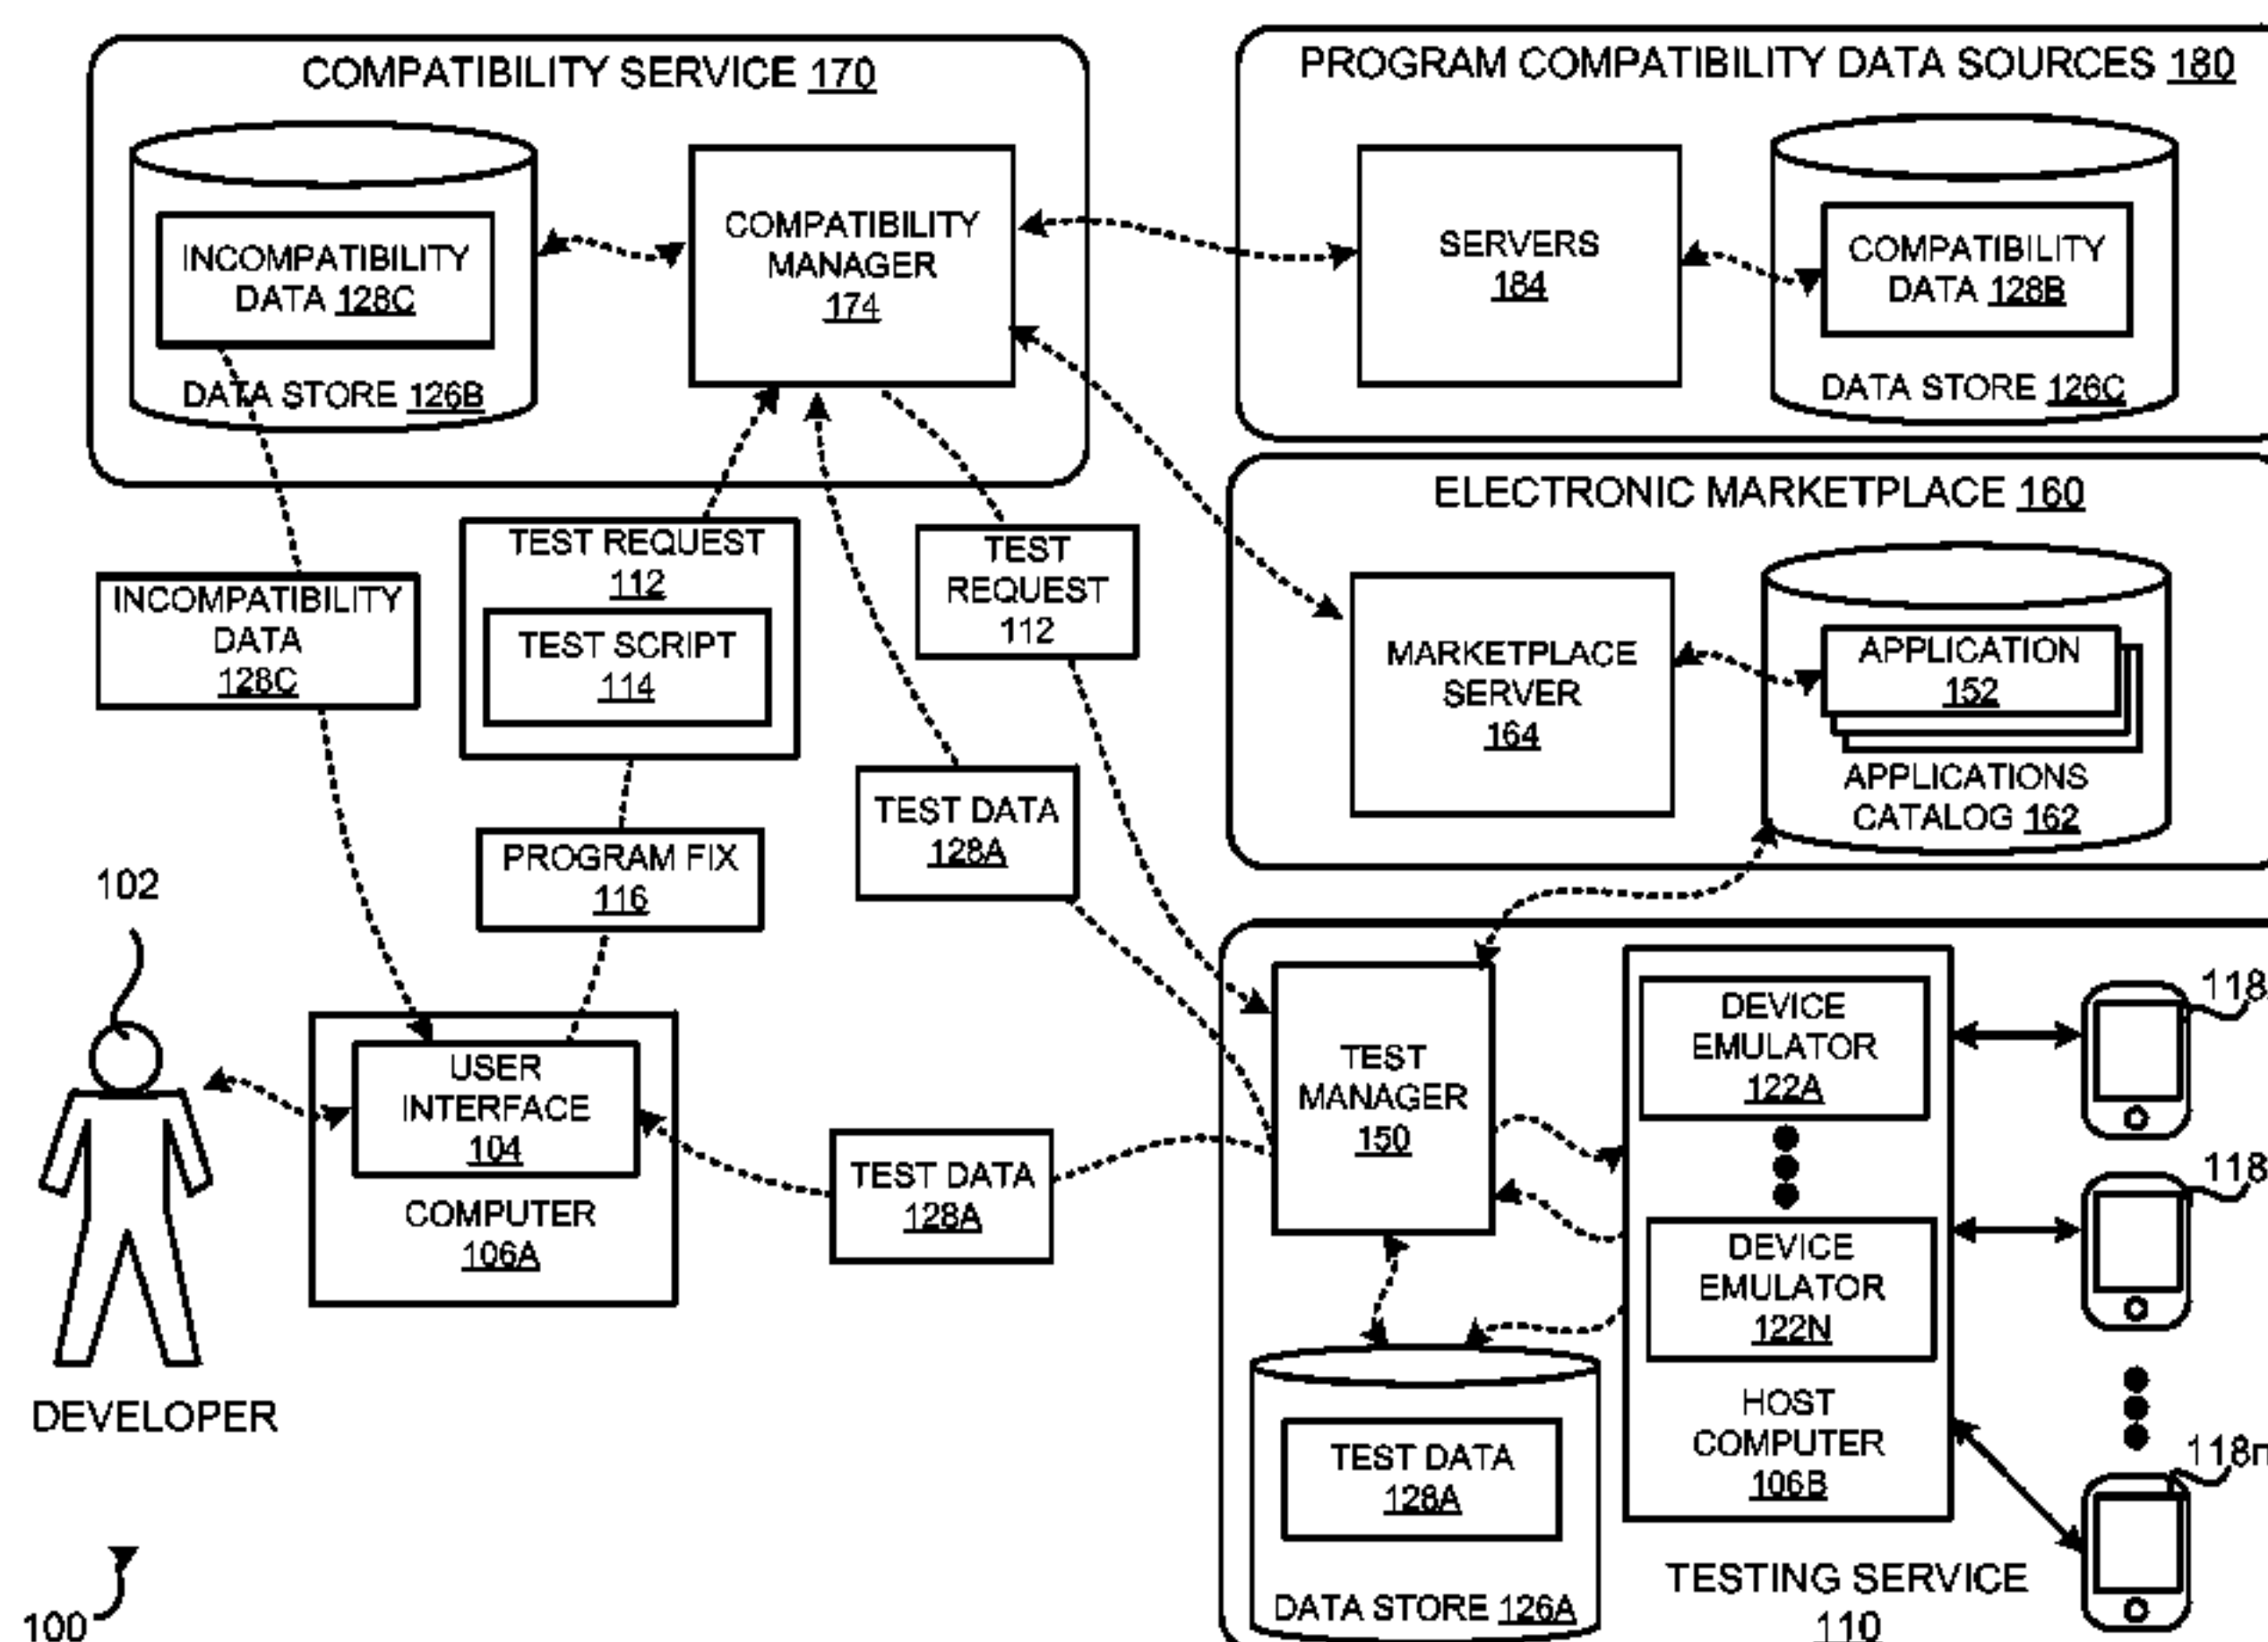 COMPATIBILITY SERVICE 170
INCOMPATIBILITY
DATA 128C
DATA STORE 126B
COMPATIBILITY
MANAGER
174
PROGRAM COMPATIBILITY DATA SOURCES 180
SERVERS
184
COMPATIBILITY
DATA 128B
DATA STORE 126C
ELECTRONIC MARKETPLACE 160
MARKETPLACE
SERVER
164
APPLICATION
152
APPLICATIONS
CATALOG 162
INCOMPATIBILITY
DATA
128C
TEST REQUEST
112
TEST SCRIPT
114
TEST
REQUEST
112
TEST DATA
128A
PROGRAM FIX
116
102
DEVELOPER
USER
INTERFACE
104
COMPUTER
106A
TEST DATA
128A
TEST
MANAGER
150
DEVICE
EMULATOR
122A
DEVICE
EMULATOR
122N
HOST
COMPUTER
106B
118
118
118n
TEST DATA
128A
DATA STORE 126A
TESTING SERVICE
110
100